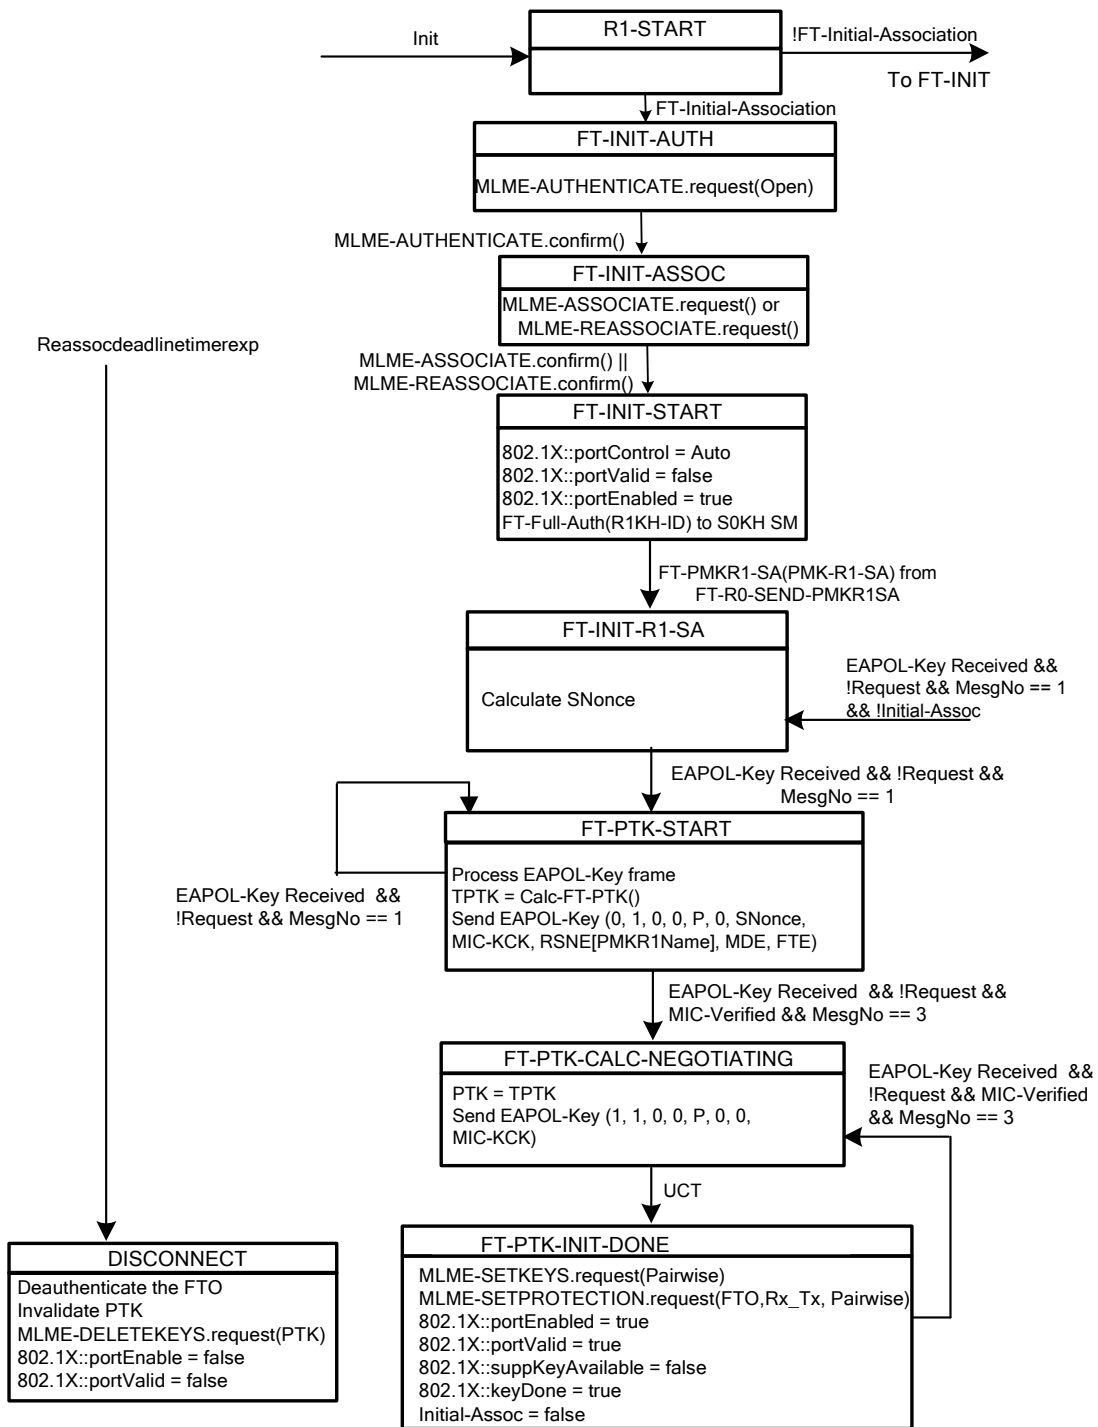 R1-START
Init
!FT-Initial-Association
To FT-INIT
FT-Initial-Association
FT-INIT-AUTH
MLME-AUTHENTICATE.request(Open)
MLME-AUTHENTICATE.confirm()
FT-INIT-ASSOC
MLME-ASSOCIATE.request() or
MLME-REASSOCIATE.request()
Reassocdeadlinetimerexp
MLME-ASSOCIATE.confirm() ||
MLME-REASSOCIATE.confirm()
FT-INIT-START
802.1X::portControl = Auto
802.1X::portValid = false
802.1X::portEnabled = true
FT-Full-Auth(R1KH-ID) to S0KH SM
FT-PMKR1-SA(PMK-R1-SA) from
FT-R0-SEND-PMKR1SA
FT-INIT-R1-SA
Calculate SNonce
EAPOL-Key Received &&
!Request && MesgNo == 1
&& !Initial-Assoc
EAPOL-Key Received && !Request &&
MesgNo == 1
FT-PTK-START
Process EAPOL-Key frame
TPTK = Calc-FT-PTK()
Send EAPOL-Key (0, 1, 0, 0, P, 0, SNonce,
MIC-KCK, RSNE[PMKR1Name], MDE, FTE)
EAPOL-Key Received &&
!Request && MesgNo == 1
EAPOL-Key Received && !Request &&
MIC-Verified && MesgNo == 3
FT-PTK-CALC-NEGOTIATING
PTK = TPTK
Send EAPOL-Key (1, 1, 0, 0, P, 0, 0,
MIC-KCK)
EAPOL-Key Received &&
!Request && MIC-Verified
&& MesgNo == 3
UCT
FT-PTK-INIT-DONE
MLME-SETKEYS.request(Pairwise)
MLME-SETPROTECTION.request(FTO,Rx_Tx, Pairwise)
802.1X::portEnabled = true
802.1X::portValid = true
802.1X::suppKeyAvailable = false
802.1X::keyDone = true
Initial-Assoc = false
DISCONNECT
Deauthenticate the FTO
Invalidate PTK
MLME-DELETEKEYS.request(PTK)
802.1X::portEnable = false
802.1X::portValid = false